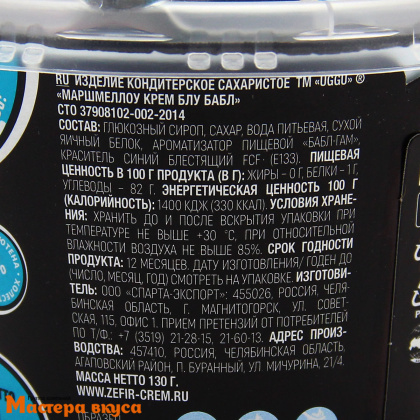 RU ИЗДЕЛИЕ КОНДИТЕРСКОЕ САХАРИСТОЕ ТМ «UGGU» ®
«МАРШМЕЛЛОУ КРЕМ БЛУ БАБЛ»
СТО 37908102-002-2014
СОСТАВ: ГЛЮКОЗНЫЙ СИРОП, САХАР, ВОДА ПИТЬЕВАЯ, СУХОЙ
ЯИЧНЫЙ БЕЛОК, АРОМАТИЗАТОР ПИЩЕВОЙ «БАБЛ-ГАМ»,
КРАСИТЕЛЬ СИНИЙ БЛЕСТЯЩИЙ FCF (E133). ПИЩЕВАЯ
ЦЕННОСТЬ В 100 Г ПРОДУКТА (В Г): ЖИРЫ - 0 Г, БЕЛКИ - 1 Г,
УГЛЕВОДЫ - 82 Г. ЭНЕРГЕТИЧЕСКАЯ ЦЕННОСТЬ 100 Г
(КАЛОРИЙНОСТЬ): 1400 КДЖ (330 ККАЛ). УСЛОВИЯ ХРАНЕ-
НИЯ: ХРАНИТЬ ДО И ПОСЛЕ ВСКРЫТИЯ УПАКОВКИ ПРИ
ТЕМПЕРАТУРЕ НЕ ВЫШЕ +30 °С, ПРИ ОТНОСИТЕЛЬНОЙ
ВЛАЖНОСТИ ВОЗДУХА НЕ ВЫШЕ 85%. СРОК ГОДНОСТИ
ПРОДУКТА: 12 МЕСЯЦЕВ. ДАТА ИЗГОТОВЛЕНИЯ/ ГОДЕН ДО
(ЧИСЛО, МЕСЯЦ, ГОД) СМОТРЕТЬ НА УПАКОВКЕ. ИЗГОТОВИ-
ТЕЛЬ: ООО «СПАРТА-ЭКСПОРТ»: 455026, РОССИЯ, ЧЕЛЯ-
БИНСКАЯ ОБЛАСТЬ, Г. МАГНИТОГОРСК, УЛ. СОВЕТ-
СКАЯ, 115, ОФИС 1. ПРИЕМ ПРЕТЕНЗИЙ ОТ ПОТРЕБИТЕЛЕЙ
ПО Т/Ф.: +7 (3519) 21-28-15, 21-60-13. АДРЕС ПРОИЗ-
ВОДСТВА: 457410, РОССИЯ, ЧЕЛЯБИНСКАЯ ОБЛАСТЬ,
АГАПОВСКИЙ РАЙОН, П. БУРАННЫЙ, УЛ. МИЧУРИНА, 21/4.
МАССА НЕТТО 130 Г.
WWW.ZEFIR-CREM.RU
Мастера вкуса